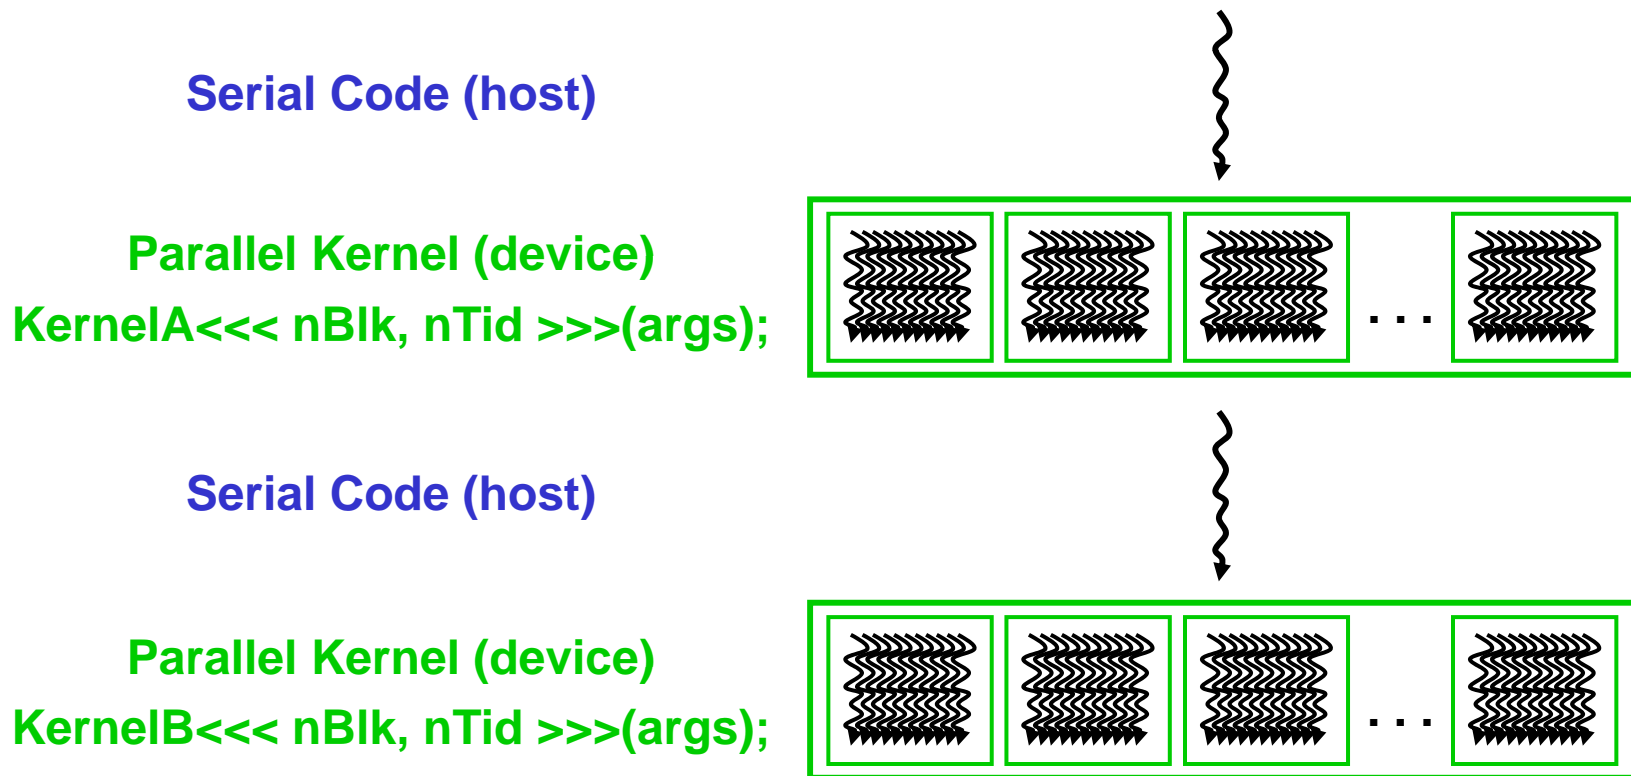 Serial Code (host)
Parallel Kernel (device)
KernelA<<< nBlk, nTid >>>(args);
. . .
Serial Code (host)
Parallel Kernel (device)
KernelB<<< nBlk, nTid >>>(args);
. . .